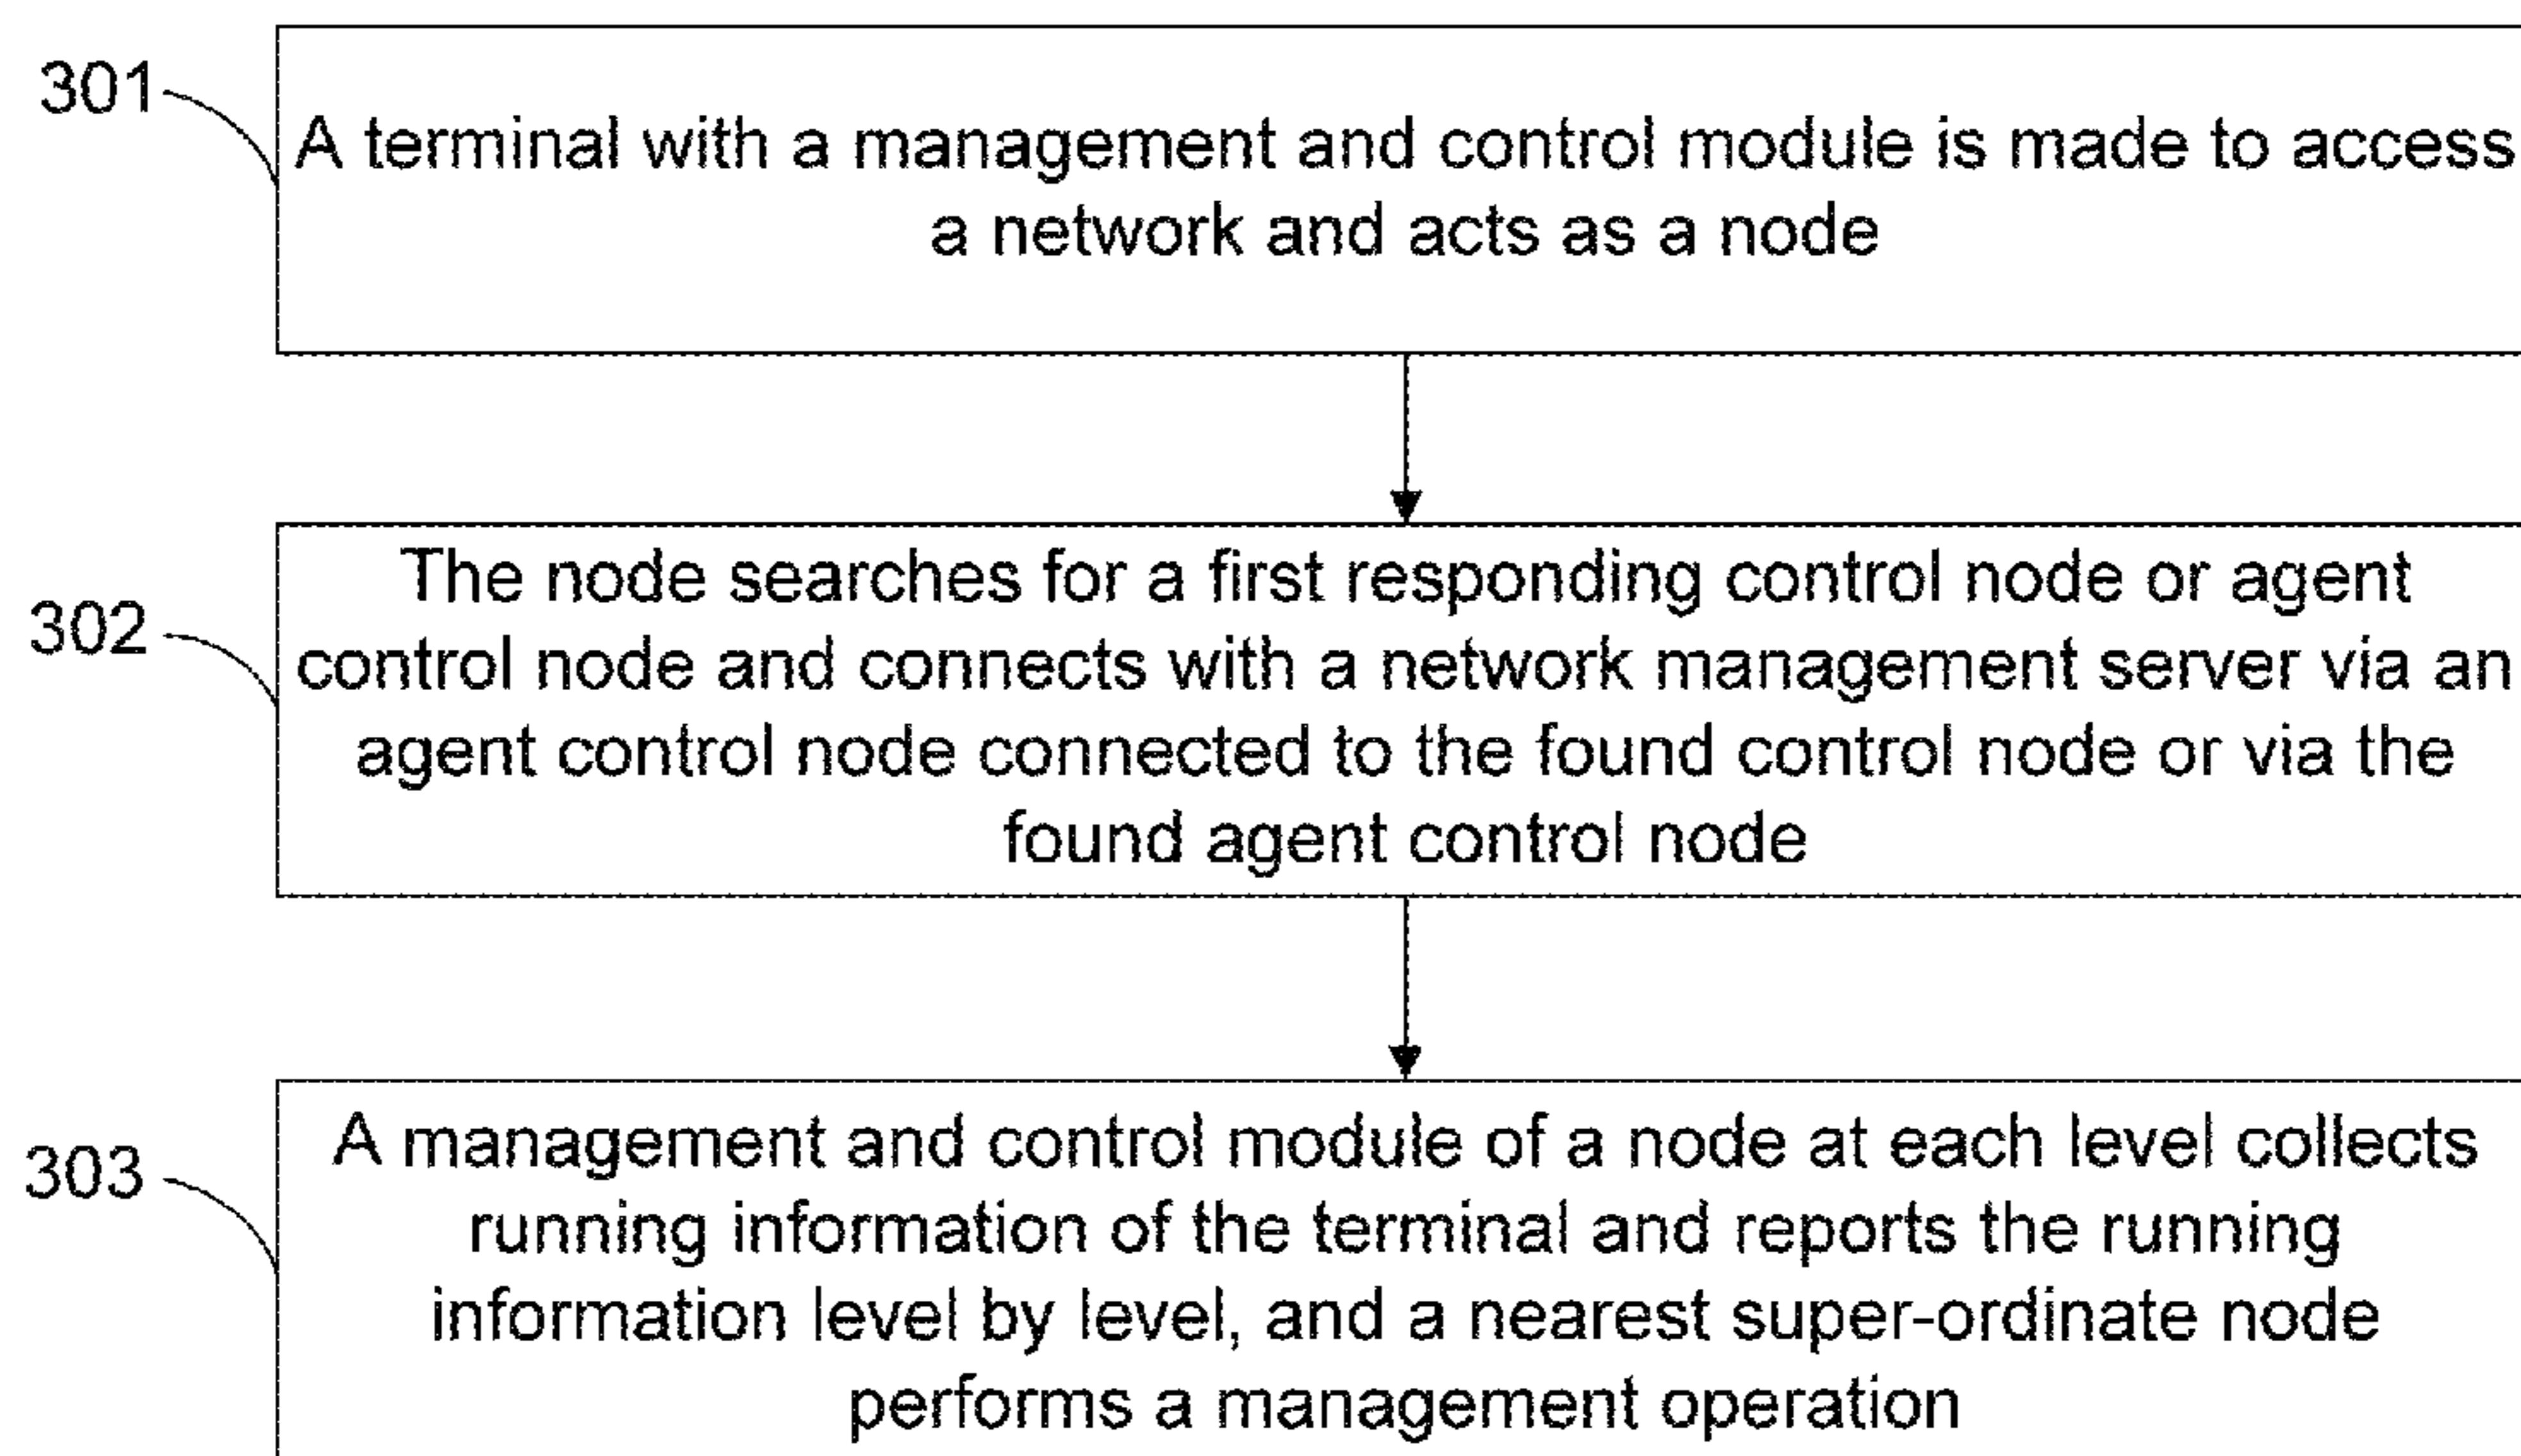 301
A terminal with a management and control module is made to access
a network and acts as a node
302
The node searches for a first responding control node or agent
control node and connects with a network management server via an
agent control node connected to the found control node or via the
found agent control node
303
A management and control module of a node at each level collects
running information of the terminal and reports the running
information level by level, and a nearest super-ordinate node
performs a management operation